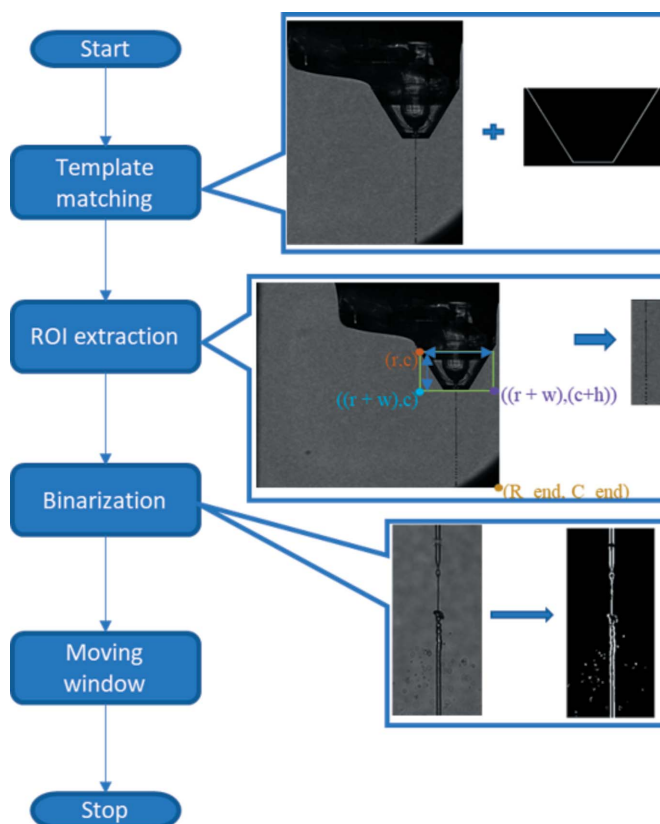 Start
Template
matching
ROI extraction
(r,c)
((r + w),c)
((r + w),(c+h))
(R_end, C_end)
Binarization
Moving
window
Stop